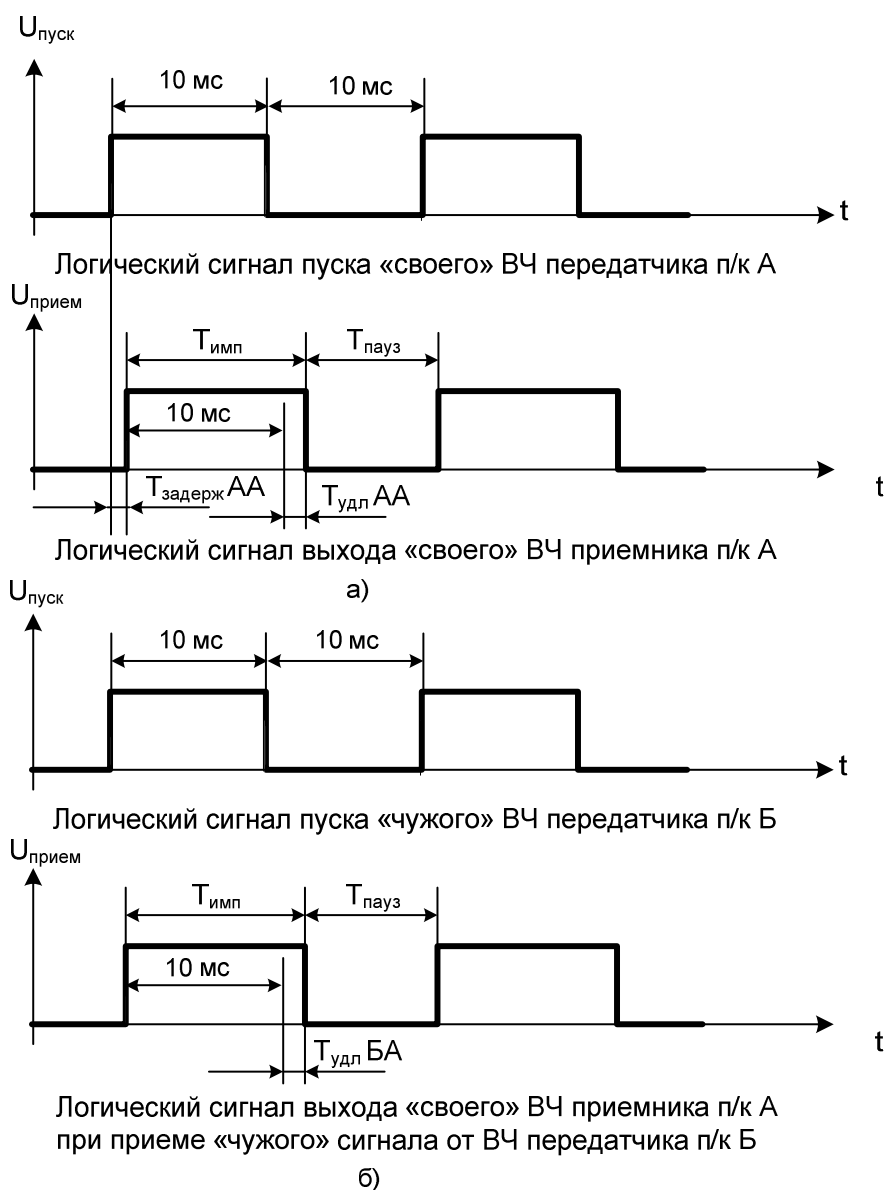 Uпуск
10 мс 10 мс
t
Логический сигнал пуска «своего» ВЧ передатчика п/к А
Uприем
Tимп Tпауз
10 мс
Tзадерж АА Tудл АА
t
Логический сигнал выхода «своего» ВЧ приемника п/к А
а)
Uпуск
10 мс 10 мс
t
Логический сигнал пуска «чужого» ВЧ передатчика п/к Б
Uприем
Tимп Tпауз
10 мс
t
Tудл БА
Логический сигнал выхода «своего» ВЧ приемника п/к А
при приеме «чужого» сигнала от ВЧ передатчика п/к Б
б)